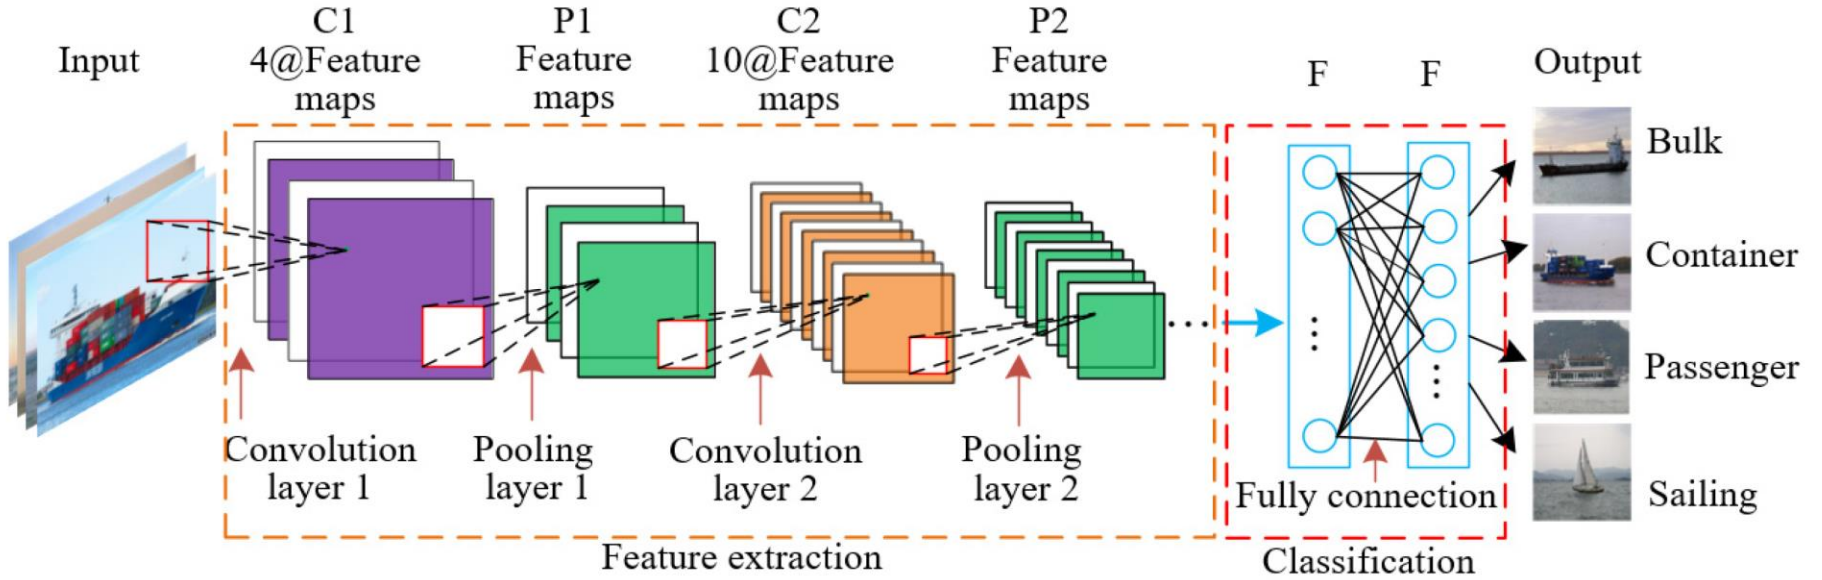 Input
C1
4@Feature
maps
P1
Feature
maps
C2
10@Feature
maps
P2
Feature
maps
F
F
Output
Bulk
Container
Passenger
Sailing
Convolution
layer 1
Pooling
layer 1
Convolution
layer 2
Pooling
layer 2
Fully connection
Feature extraction
Classification